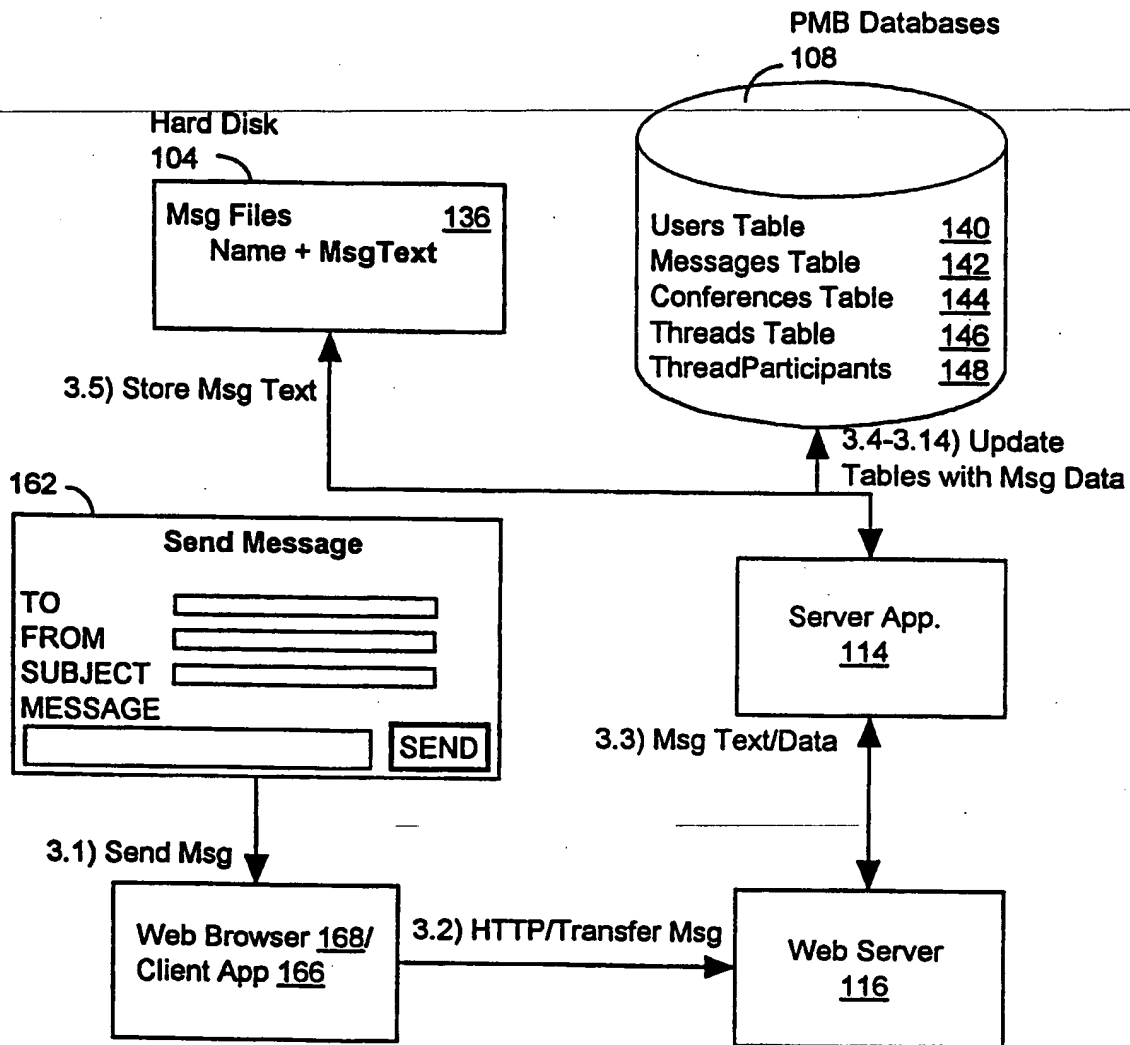 PMB Databases
108
Hard Disk
104
Msg Files 136
Name + MsgText
Users Table 140
Messages Table 142
Conferences Table 144
Threads Table 146
ThreadParticipants 148
3.5) Store Msg Text
3.4-3.14) Update
Tables with Msg Data
162
Send Message
TO
FROM
SUBJECT
MESSAGE
SEND
Server App.
114
3.3) Msg Text/Data
3.1) Send Msg
Web Browser 168/
Client App 166
3.2) HTTP/Transfer Msg
Web Server
116